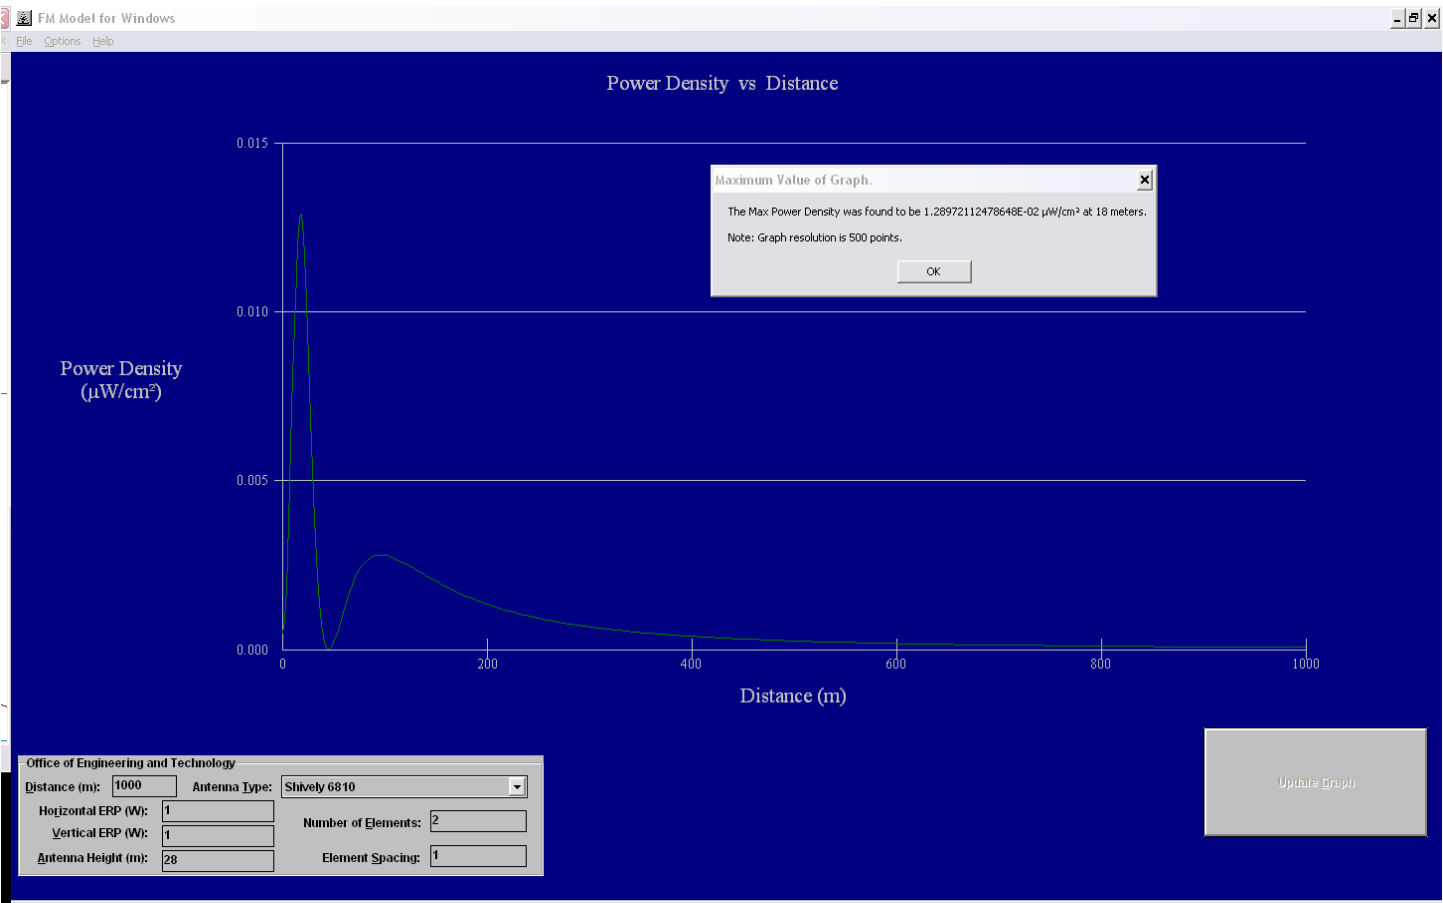 FM Model for Windows
File Options Help
Power Density vs Distance
0.015
Maximum Value of Graph.
The Max Power Density was found to be 1.28972112478648E-02 µW/cm² at 18 meters.
Note: Graph resolution is 500 points.
OK
0.010
Power Density
(µW/cm²)
0.005
0.000
0 200 400 600 800 1000
Distance (m)
Office of Engineering and Technology
Distance (m): 1000 Antenna Type: Shively 6810
Horizontal ERP (W): 1
Vertical ERP (W): 1
Antenna Height (m): 28
Number of Elements: 2
Element Spacing: 1
Update Graph